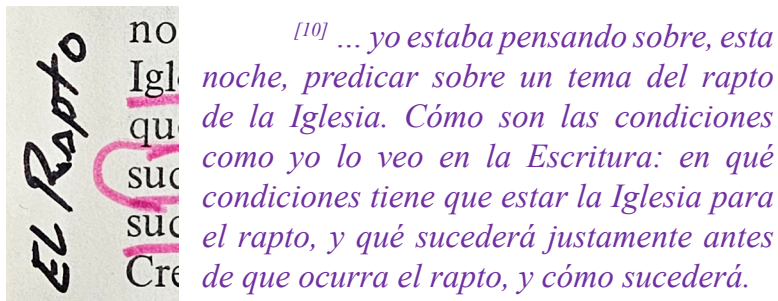 EL Rapto
no
Igl
qu
suc
suc
Cre
[10] ... yo estaba pensando sobre, esta
noche, predicar sobre un tema del rapto
de la Iglesia. Cómo son las condiciones
como yo lo veo en la Escritura: en qué
condiciones tiene que estar la Iglesia para
el rapto, y qué sucederá justamente antes
de que ocurra el rapto, y cómo sucederá.